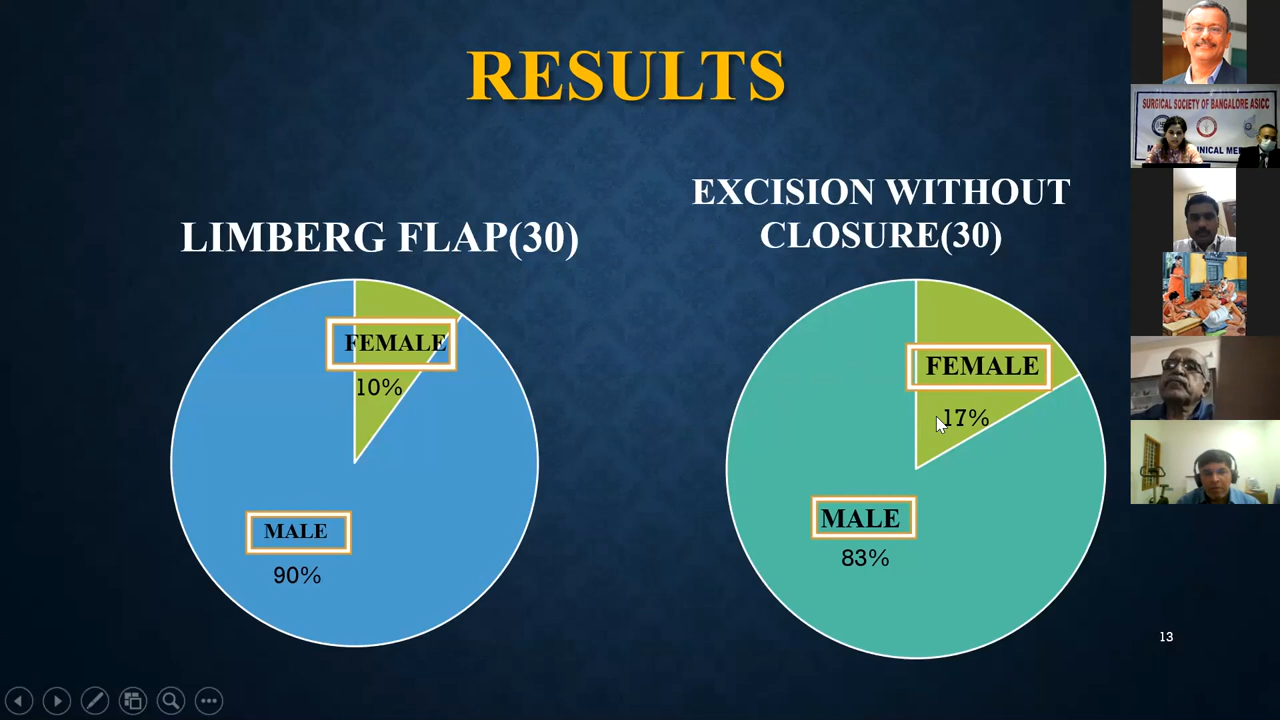 RESULTS
LIMBERG FLAP(30)
EXCISION WITHOUT
CLOSURE(30)
FEMALE
10%
MALE
90%
FEMALE
17%
MALE
83%
13
SURGICAL SOCIETY OF BANGALORE ASICC